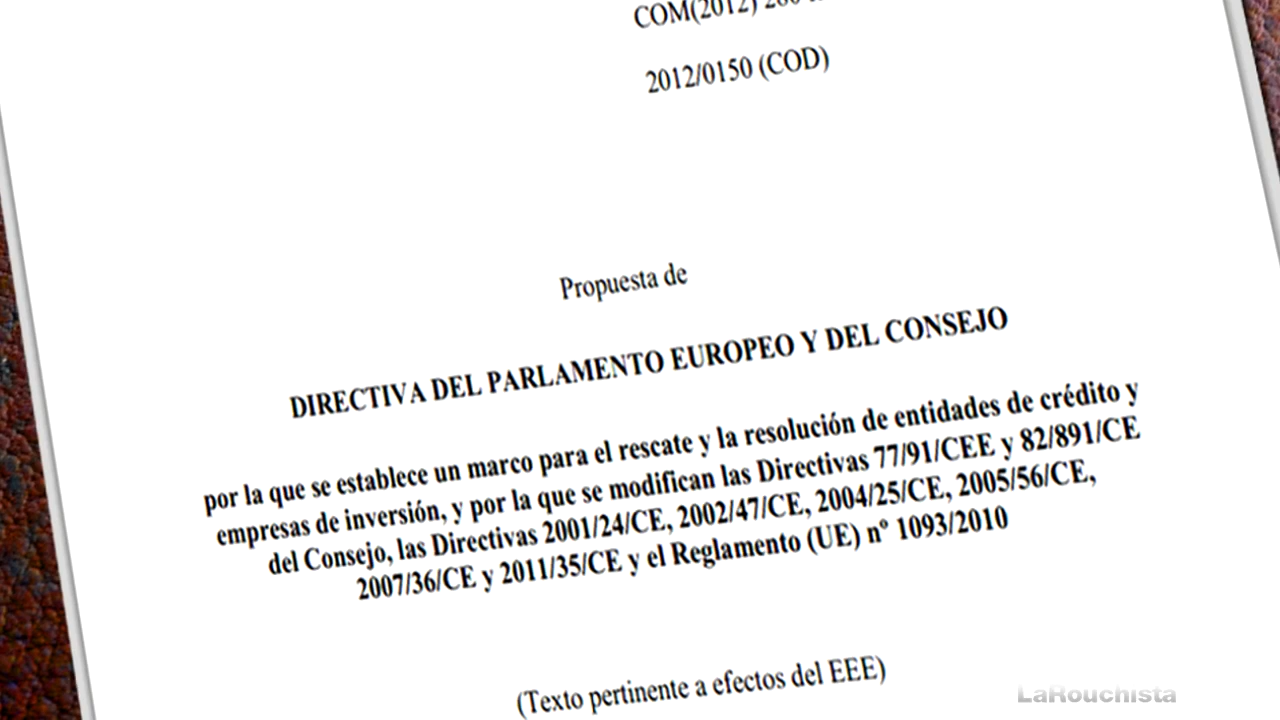 COM(2012)
2012/0150 (COD)
Propuesta de
DIRECTIVA DEL PARLAMENTO EUROPEO Y DEL CONSEJO
por la que se establece un marco para el rescate y la resolución de entidades de crédito y
empresas de inversión, y por la que se modifican las Directivas 77/91/CEE y 82/891/CE
del Consejo, las Directivas 2001/24/CE, 2002/47/CE, 2004/25/CE, 2005/56/CE,
2007/36/CE y 2011/35/CE y el Reglamento (UE) nº 1093/2010
(Texto pertinente a efectos del EEE)
LaRouchista